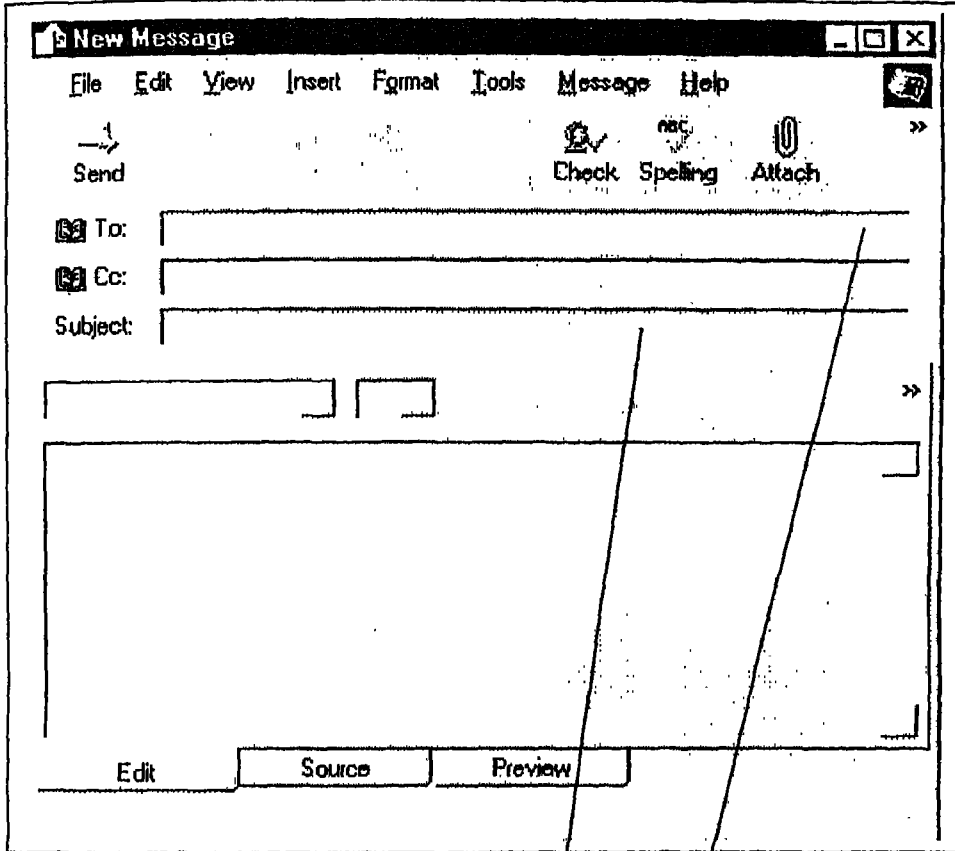 New Message
File Edit View Insert Format Tools Message Help
Send Check ABC Spelling Attach »
To:
Cc:
Subject:
»
Edit Source Preview